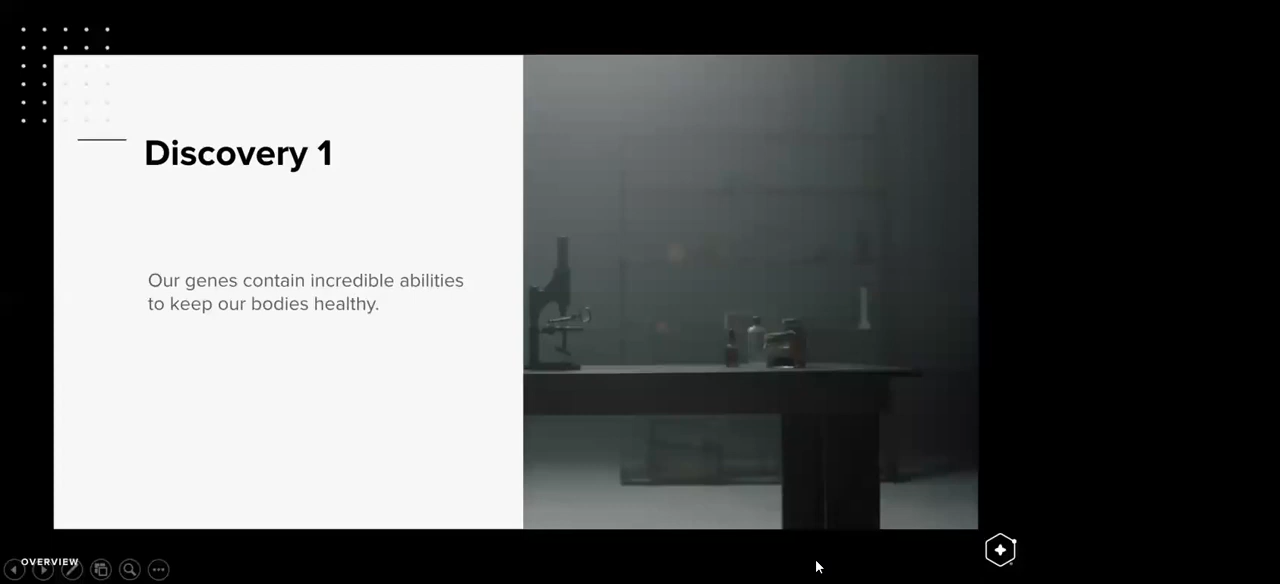 Discovery 1
Our genes contain incredible abilities
to keep our bodies healthy.
OVERVIEW